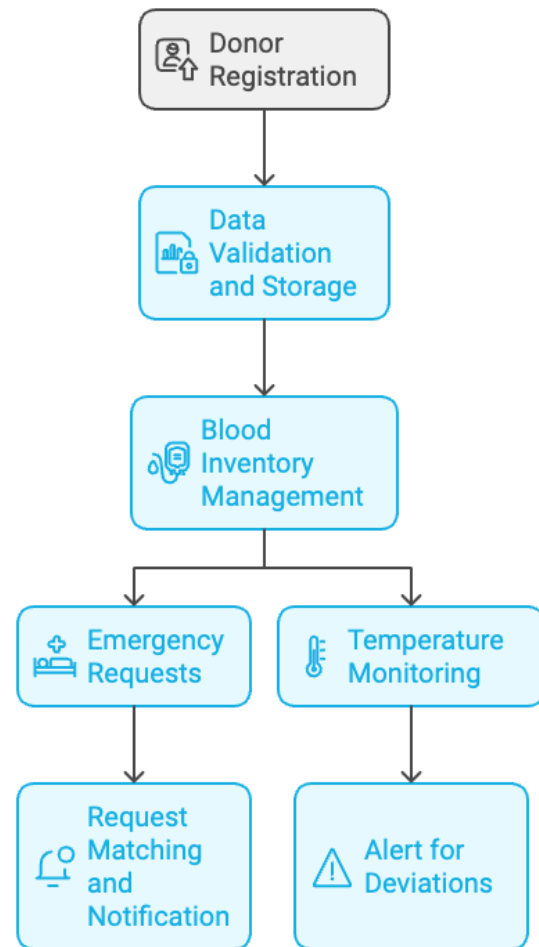 Donor
Registration
Data
Validation
and Storage
Blood
Inventory
Management
Emergency
Requests
Temperature
Monitoring
Request
Matching
and
Notification
Alert for
Deviations